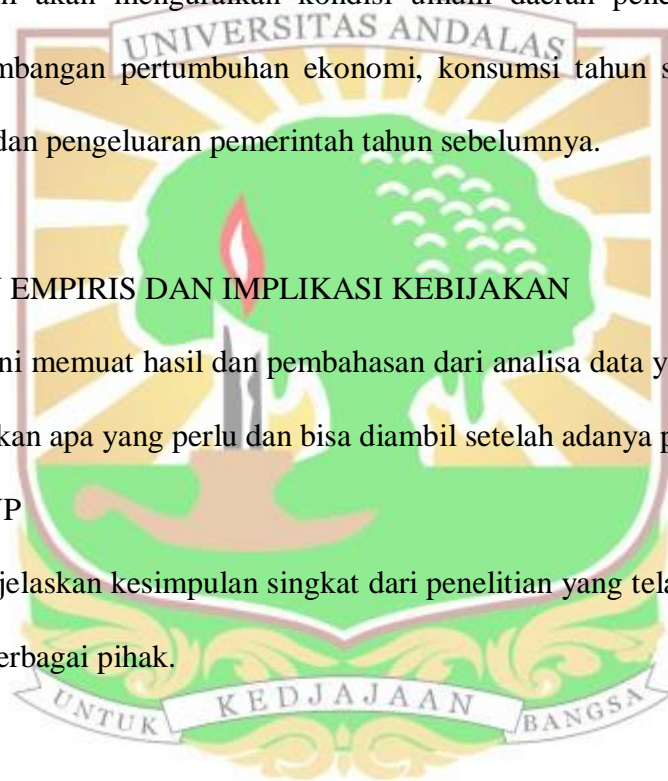 akan menguraikan kondisi umum daerah pene
UNIVERSITAS ANDALAS
mbangan pertumbuhan ekonomi, konsumsi tahun s
dan pengeluaran pemerintah tahun sebelumnya.
EMPIRIS DAN IMPLIKASI KEBIJAKAN
ni memuat hasil dan pembahasan dari analisa data y
kan apa yang perlu dan bisa diambil setelah adanya p
UP
jelaskan kesimpulan singkat dari penelitian yang tela
erbagai pihak.
UNTUK KEDJAJAAN BANGSA